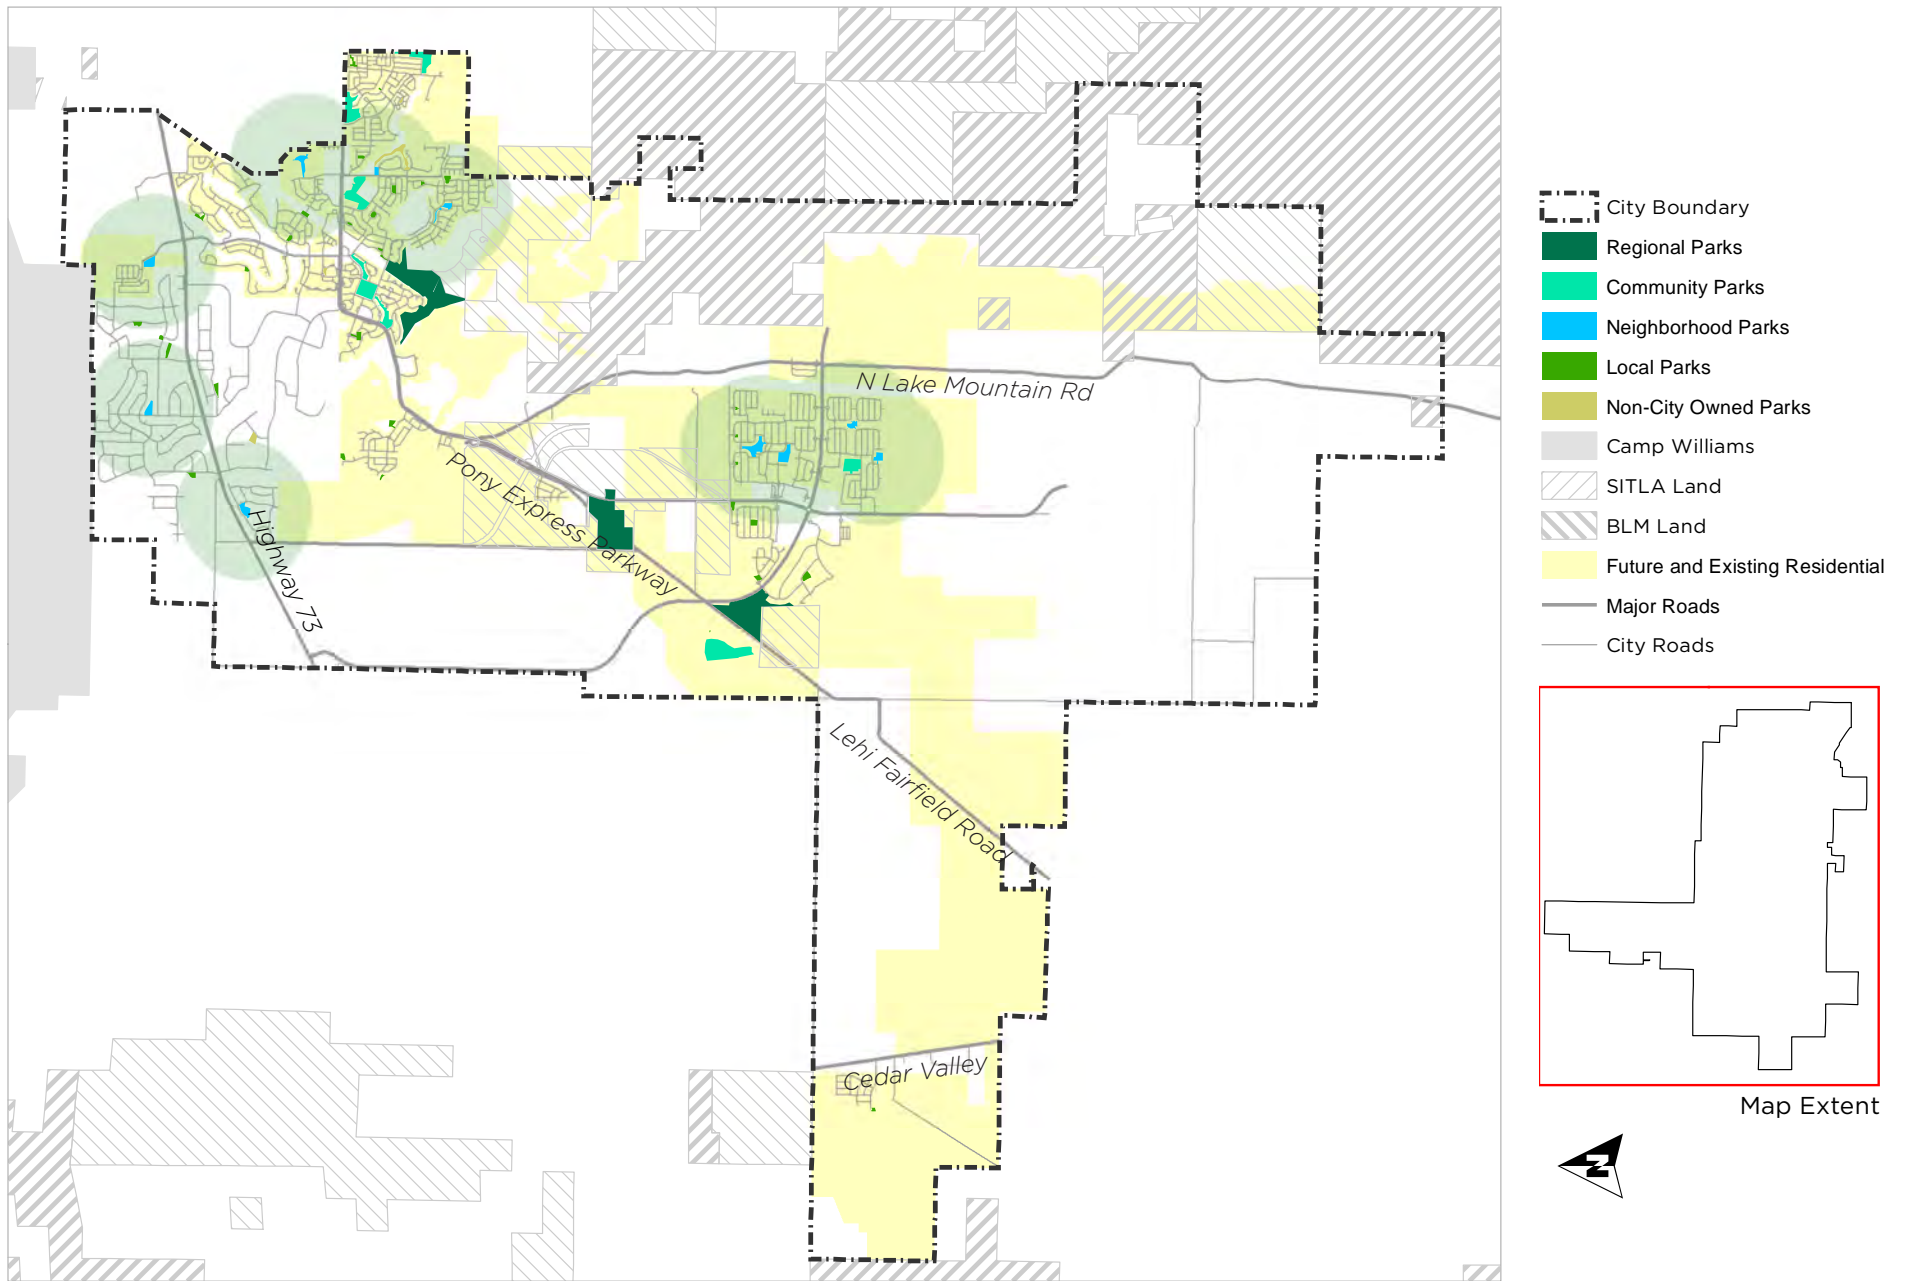 City Boundary
Regional Parks
Community Parks
Neighborhood Parks
Local Parks
Non-City Owned Parks
Camp Williams
SITLA Land
BLM Land
Future and Existing Residential
Major Roads
City Roads
N Lake Mountain Rd
Pony Express Parkway
Highway 73
Lehi Fairfield Road
Cedar Valley
Map Extent
N